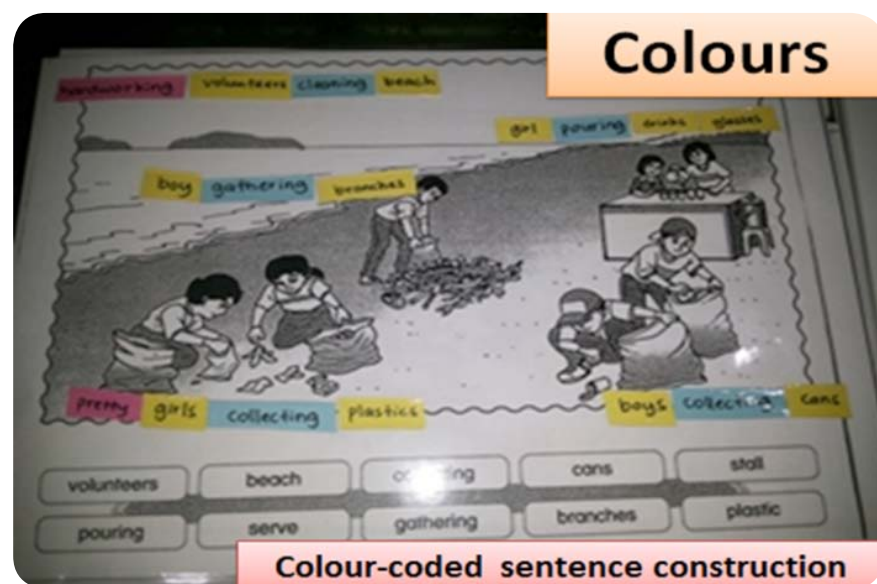 Colours
hardworking volunteers cleaning beach
girl pouring drinks glasses
boy gathering branches
pretty girls collecting plastics
boys collecting cans
volunteers beach cans stall
pouring serve gathering branches plastic
Colour-coded sentence construction